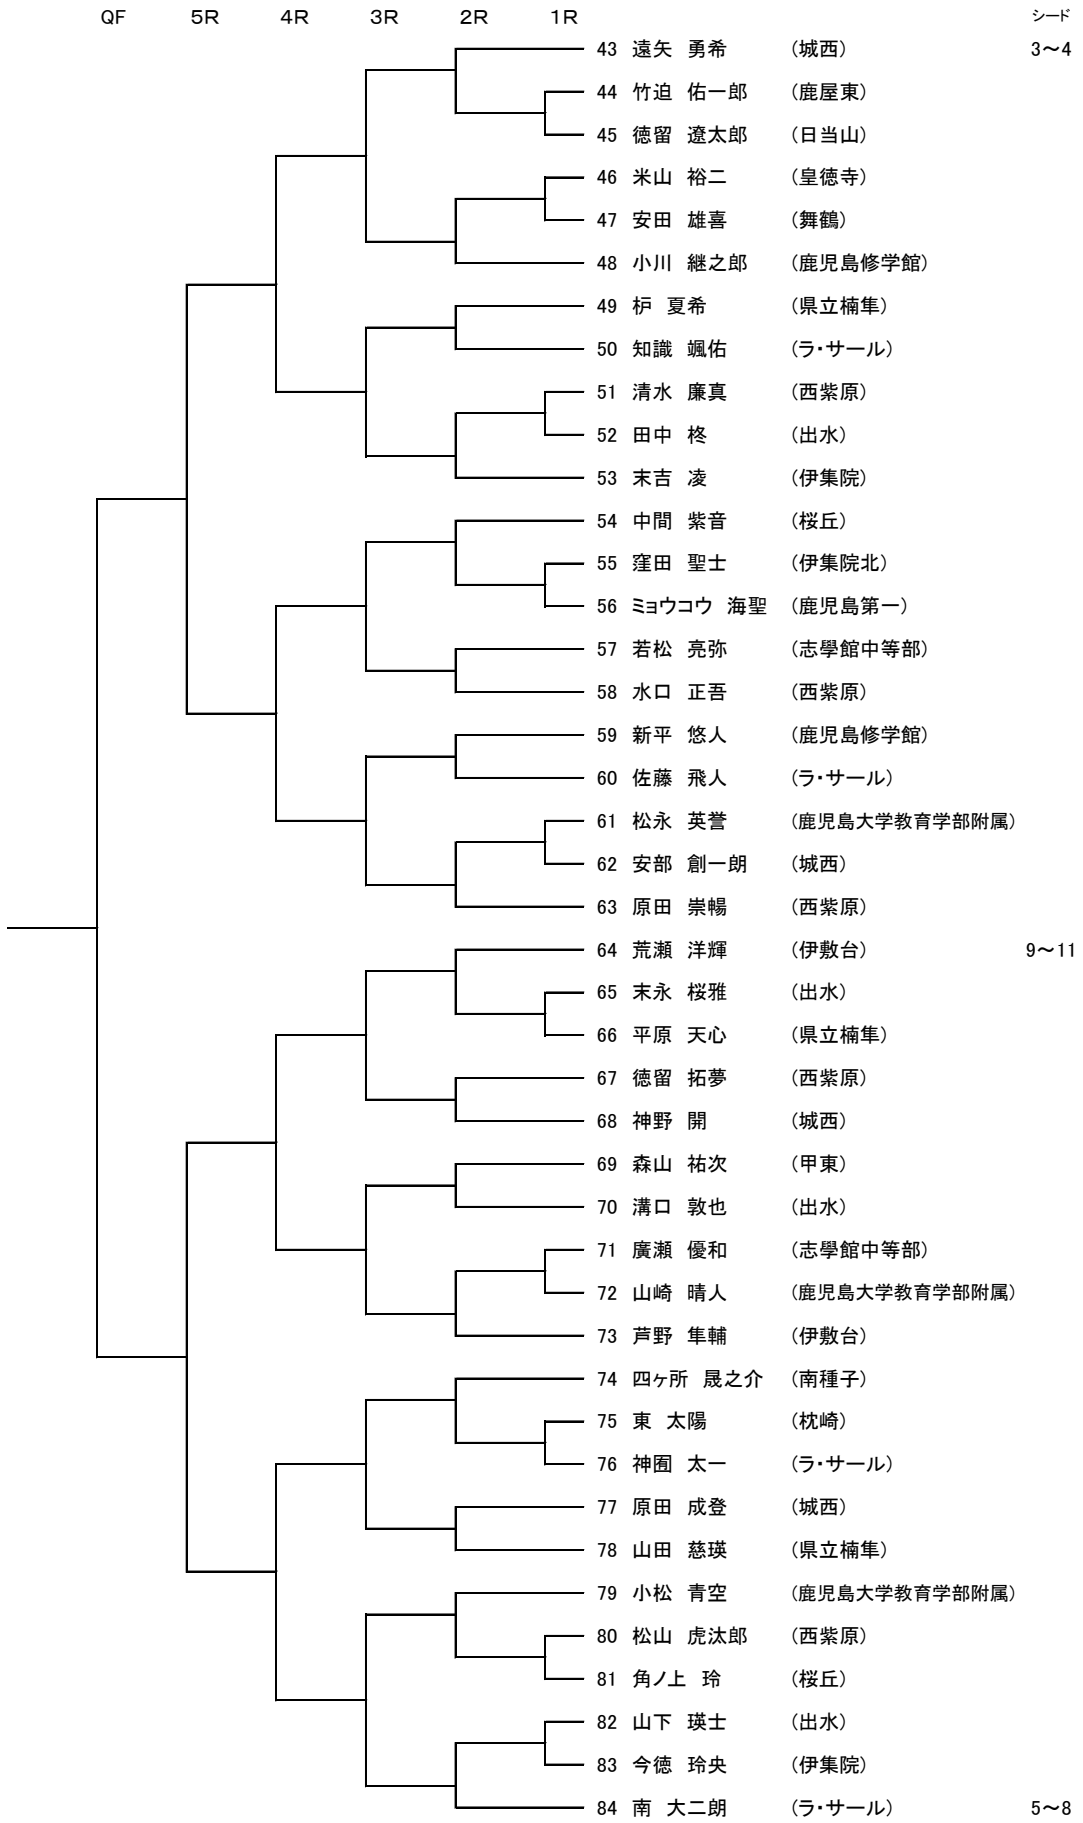 QF 5R 4R 3R 2R 1R シード
43 遠矢 勇希 (城西) 3～4
44 竹迫 佑一郎 (鹿屋東)
45 徳留 遼太郎 (日当山)
46 米山 裕二 (皇徳寺)
47 安田 雄喜 (舞鶴)
48 小川 継之郎 (鹿児島修学館)
49 枦 夏希 (県立楠隼)
50 知識 颯佑 (ラ・サール)
51 清水 廉真 (西紫原)
52 田中 柊 (出水)
53 末吉 凌 (伊集院)
54 中間 紫音 (桜丘)
55 窪田 聖士 (伊集院北)
56 ミョウコウ 海聖 (鹿児島第一)
57 若松 亮弥 (志學館中等部)
58 水口 正吾 (西紫原)
59 新平 悠人 (鹿児島修学館)
60 佐藤 飛人 (ラ・サール)
61 松永 英誉 (鹿児島大学教育学部附属)
62 安部 創一朗 (城西)
63 原田 崇暢 (西紫原)
64 荒瀬 洋輝 (伊敷台) 9～11
65 末永 桜雅 (出水)
66 平原 天心 (県立楠隼)
67 徳留 拓夢 (西紫原)
68 神野 開 (城西)
69 森山 祐次 (甲東)
70 溝口 敦也 (出水)
71 廣瀬 優和 (志學館中等部)
72 山崎 晴人 (鹿児島大学教育学部附属)
73 芦野 隼輔 (伊敷台)
74 四ヶ所 晟之介 (南種子)
75 東 太陽 (枕崎)
76 神囿 太一 (ラ・サール)
77 原田 成登 (城西)
78 山田 慈瑛 (県立楠隼)
79 小松 青空 (鹿児島大学教育学部附属)
80 松山 虎汰郎 (西紫原)
81 角ノ上 玲 (桜丘)
82 山下 瑛士 (出水)
83 今徳 玲央 (伊集院)
84 南 大二朗 (ラ・サール) 5～8